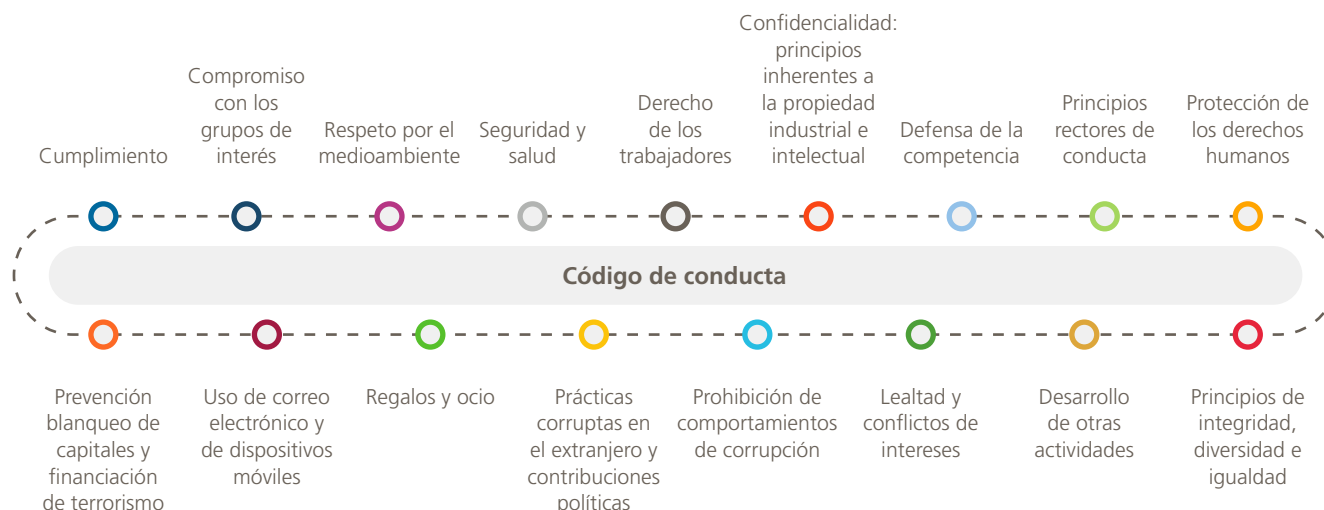 Cumplimiento
Compromiso
con los
grupos de
interés
Respeto por el
medioambiente
Seguridad y
salud
Derecho
de los
trabajadores
Confidencialidad:
principios
inherentes a
la propiedad
industrial e
intelectual
Defensa de la
competencia
Principios
rectores de
conducta
Protección de
los derechos
humanos
Código de conducta
Prevención
blanqueo de
capitales y
financiación
de terrorismo
Uso de correo
electrónico y
de dispositivos
móviles
Regalos y ocio
Prácticas
corruptas en
el extranjero y
contribuciones
políticas
Prohibición de
comportamientos
de corrupción
Lealtad y
conflictos de
intereses
Desarrollo
de otras
actividades
Principios de
integridad,
diversidad e
igualdad